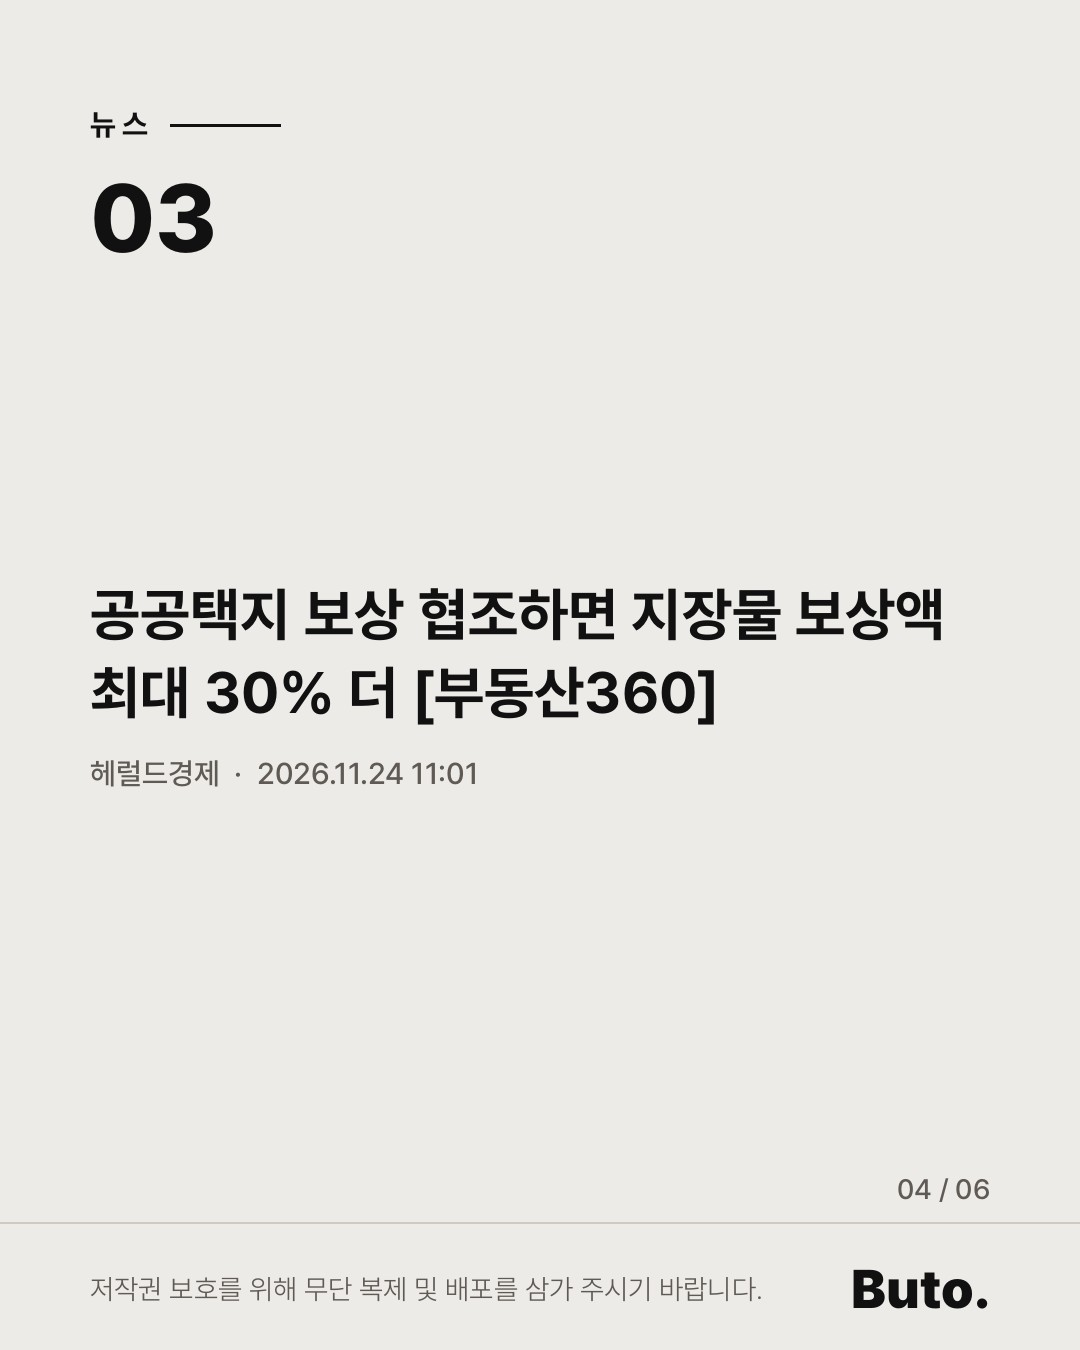 뉴스
03
공공택지 보상 협조하면 지장물 보상액
최대 30% 더 [부동산360]
헤럴드경제 · 2026.11.24 11:01
04 / 06
저작권 보호를 위해 무단 복제 및 배포를 삼가 주시기 바랍니다.
Buto.